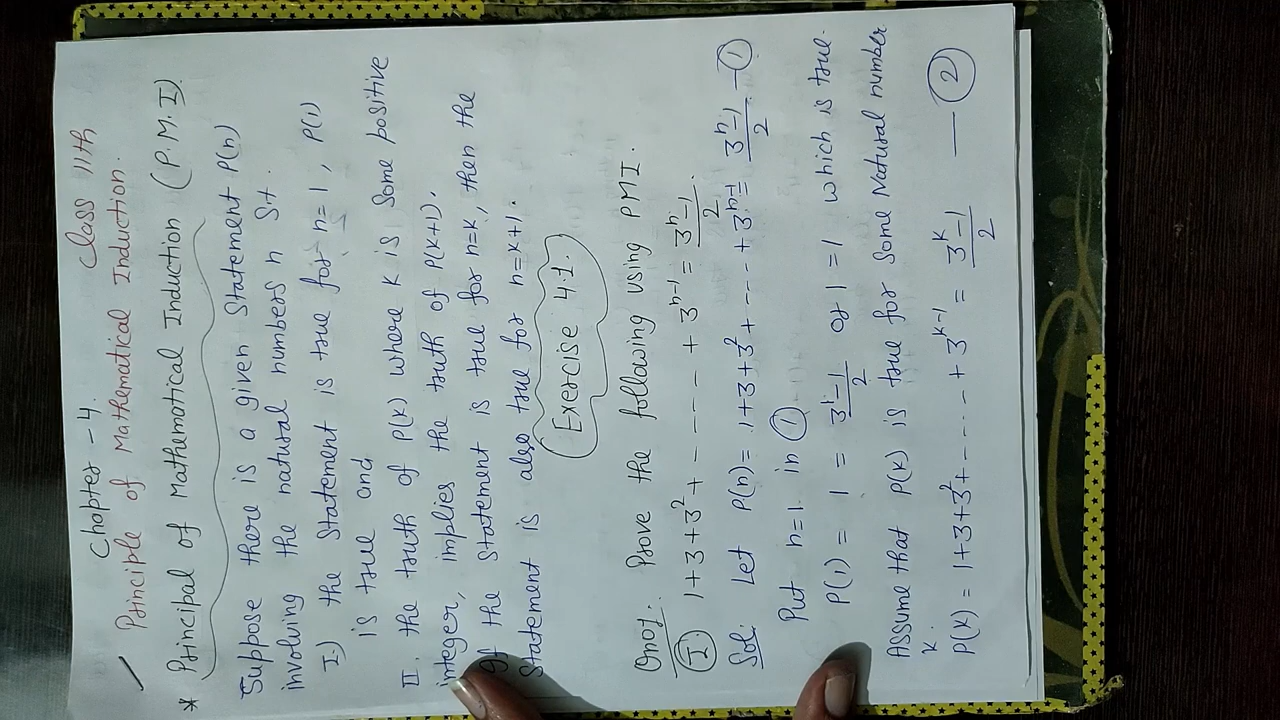 Chapter - 4. Class 11th
Principle of Mathematical Induction.
* Principal of Mathematical Induction (P.M.I)
Suppose there is a given Statement P(n)
involving the natural numbers n St.
I) the Statement is true for n=1, P(1)
is true and
II the truth of P(k) where k is Some positive
integer, implies the truth of P(k+1).
If the Statement is true for n=k, then the
Statement is also true for n=k+1.
(Exercise 4.1.)
Prove the following using PMI.
① 1+3+3²+ - - - - + 3ⁿ⁻¹ = (3ⁿ-1)/2.
Sol. Let P(n)= 1+3+3²+ - - - - +3ⁿ⁻¹= (3ⁿ-1)/2 —①
Put n=1 in ①
P(1) = 1 = (3¹-1)/2 or 1 = 1 which is true.
Assume that P(k) is true for Some Natural number
k.
P(k) = 1+3+3²+ - - - - - + 3ᵏ⁻¹ = (3ᵏ-1)/2 —②